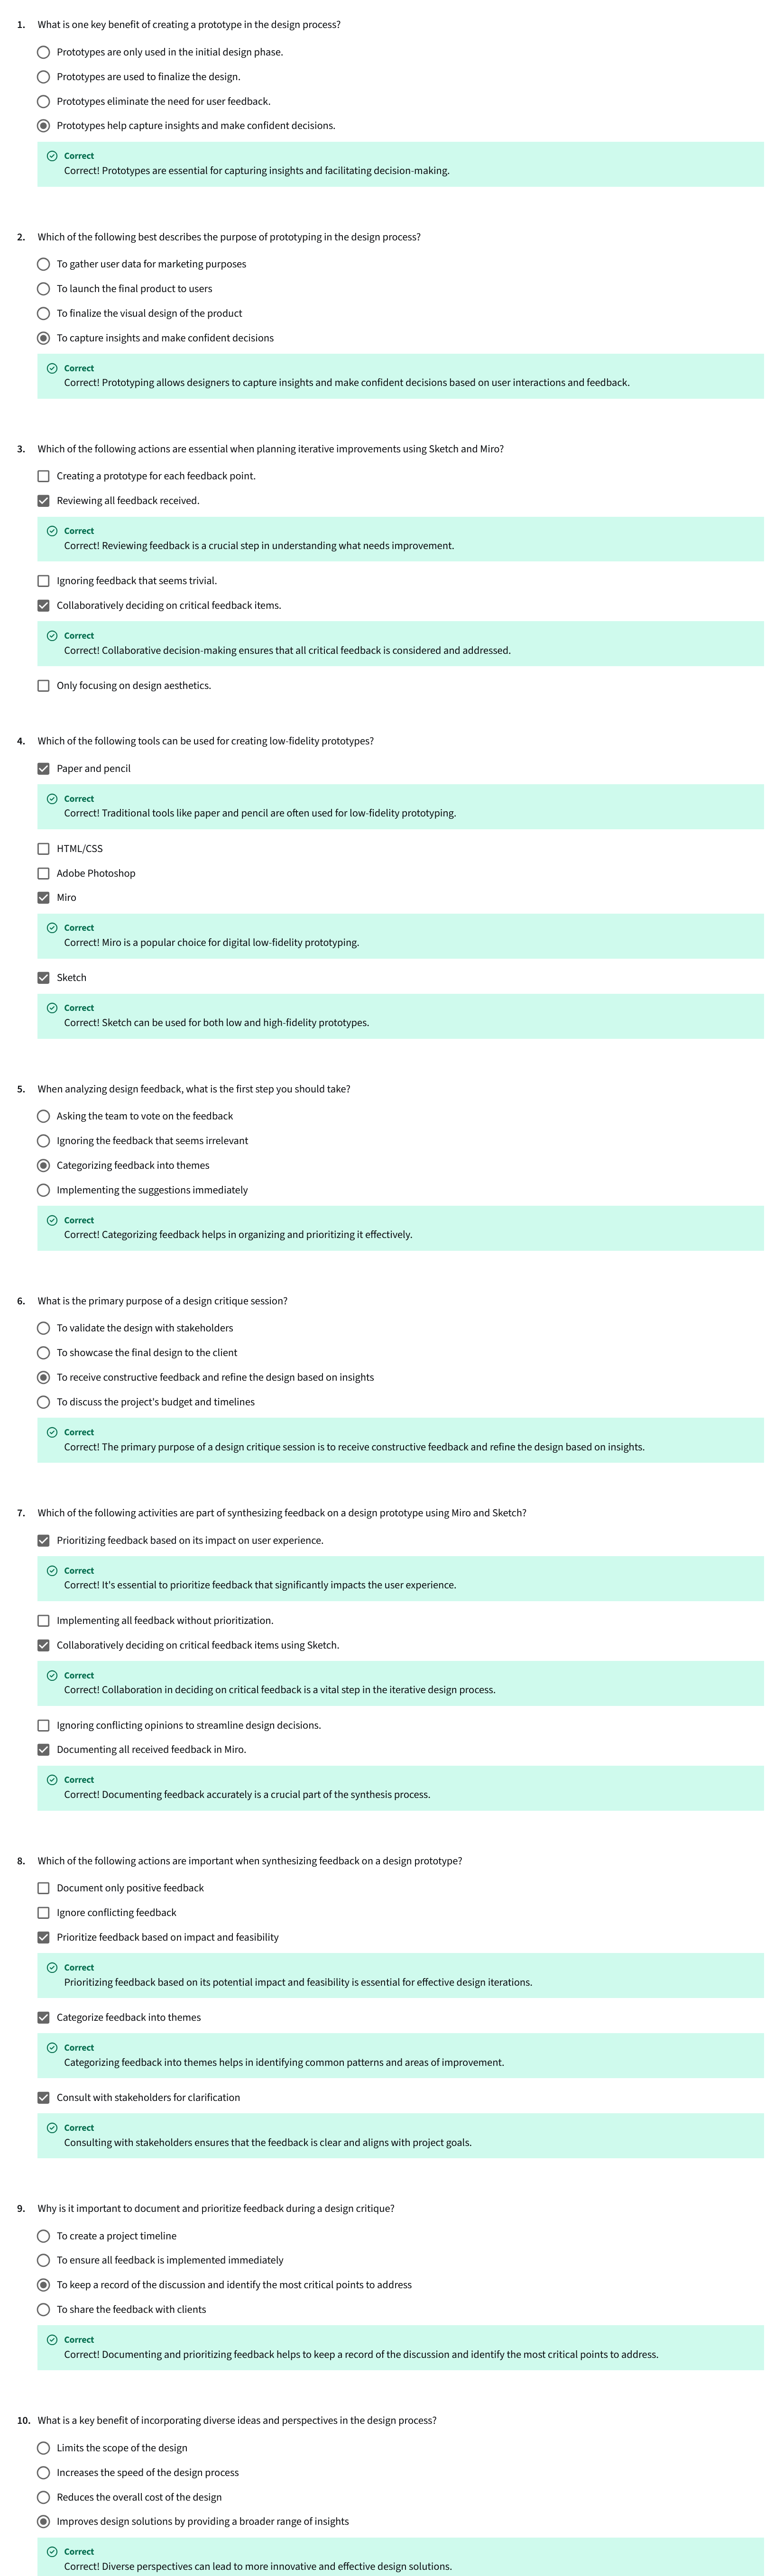 1. What is one key benefit of creating a prototype in the design process?
Prototypes are only used in the initial design phase.
Prototypes are used to finalize the design.
Prototypes eliminate the need for user feedback.
Prototypes help capture insights and make confident decisions.
Correct
Correct! Prototypes are essential for capturing insights and facilitating decision-making.
2. Which of the following best describes the purpose of prototyping in the design process?
To gather user data for marketing purposes
To launch the final product to users
To finalize the visual design of the product
To capture insights and make confident decisions
Correct
Correct! Prototyping allows designers to capture insights and make confident decisions based on user interactions and feedback.
3. Which of the following actions are essential when planning iterative improvements using Sketch and Miro?
Creating a prototype for each feedback point.
Reviewing all feedback received.
Correct
Correct! Reviewing feedback is a crucial step in understanding what needs improvement.
Ignoring feedback that seems trivial.
Collaboratively deciding on critical feedback items.
Correct
Correct! Collaborative decision-making ensures that all critical feedback is considered and addressed.
Only focusing on design aesthetics.
4. Which of the following tools can be used for creating low-fidelity prototypes?
Paper and pencil
Correct
Correct! Traditional tools like paper and pencil are often used for low-fidelity prototyping.
HTML/CSS
Adobe Photoshop
Miro
Correct
Correct! Miro is a popular choice for digital low-fidelity prototyping.
Sketch
Correct
Correct! Sketch can be used for both low and high-fidelity prototypes.
5. When analyzing design feedback, what is the first step you should take?
Asking the team to vote on the feedback
Ignoring the feedback that seems irrelevant
Categorizing feedback into themes
Implementing the suggestions immediately
Correct
Correct! Categorizing feedback helps in organizing and prioritizing it effectively.
6. What is the primary purpose of a design critique session?
To validate the design with stakeholders
To showcase the final design to the client
To receive constructive feedback and refine the design based on insights
To discuss the project's budget and timelines
Correct
Correct! The primary purpose of a design critique session is to receive constructive feedback and refine the design based on insights.
7. Which of the following activities are part of synthesizing feedback on a design prototype using Miro and Sketch?
Prioritizing feedback based on its impact on user experience.
Correct
Correct! It's essential to prioritize feedback that significantly impacts the user experience.
Implementing all feedback without prioritization.
Collaboratively deciding on critical feedback items using Sketch.
Correct
Correct! Collaboration in deciding on critical feedback is a vital step in the iterative design process.
Ignoring conflicting opinions to streamline design decisions.
Documenting all received feedback in Miro.
Correct
Correct! Documenting feedback accurately is a crucial part of the synthesis process.
8. Which of the following actions are important when synthesizing feedback on a design prototype?
Document only positive feedback
Ignore conflicting feedback
Prioritize feedback based on impact and feasibility
Correct
Prioritizing feedback based on its potential impact and feasibility is essential for effective design iterations.
Categorize feedback into themes
Correct
Categorizing feedback into themes helps in identifying common patterns and areas of improvement.
Consult with stakeholders for clarification
Correct
Consulting with stakeholders ensures that the feedback is clear and aligns with project goals.
9. Why is it important to document and prioritize feedback during a design critique?
To create a project timeline
To ensure all feedback is implemented immediately
To keep a record of the discussion and identify the most critical points to address
To share the feedback with clients
Correct
Correct! Documenting and prioritizing feedback helps to keep a record of the discussion and identify the most critical points to address.
10. What is a key benefit of incorporating diverse ideas and perspectives in the design process?
Limits the scope of the design
Increases the speed of the design process
Reduces the overall cost of the design
Improves design solutions by providing a broader range of insights
Correct
Correct! Diverse perspectives can lead to more innovative and effective design solutions.